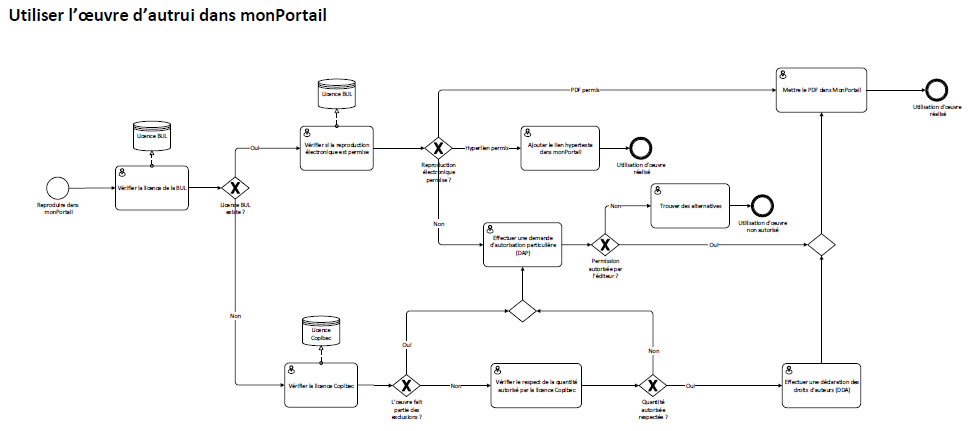 Utiliser l’œuvre d’autrui dans monPortail
Licence BUL
PDF permis
Mettre le PDF dans MonPortail
Utilisation d'œuvre
réalisé
Licence BUL
Oui
Vérifier si la reproduction
électronique est permise
Reproduction
électronique
permise ?
Hyperlien permis
Ajouter le lien hypertexte
dans monPortail
Utilisation d'œuvre
réalisé
Reproduire dans
monPortail
Vérifier la licence de la BUL
Licence BUL
existe ?
Non
Effectuer une demande
d'autorisation particulière
(DAP)
Permission
autorisée par
l'éditeur ?
Non
Trouver des alternatives
Utilisation d'œuvre
non autorisé
Oui
Non
Licence
Copibec
Vérifier la licence Copibec
Oui
L'œuvre fait
partie des
exclusions ?
Non
Vérifier le respect de la quantité
autorisé par la licence Copibec
Non
Quantité
autorisée
respectée ?
Oui
Effectuer une déclaration des
droits d'auteurs (DDA)